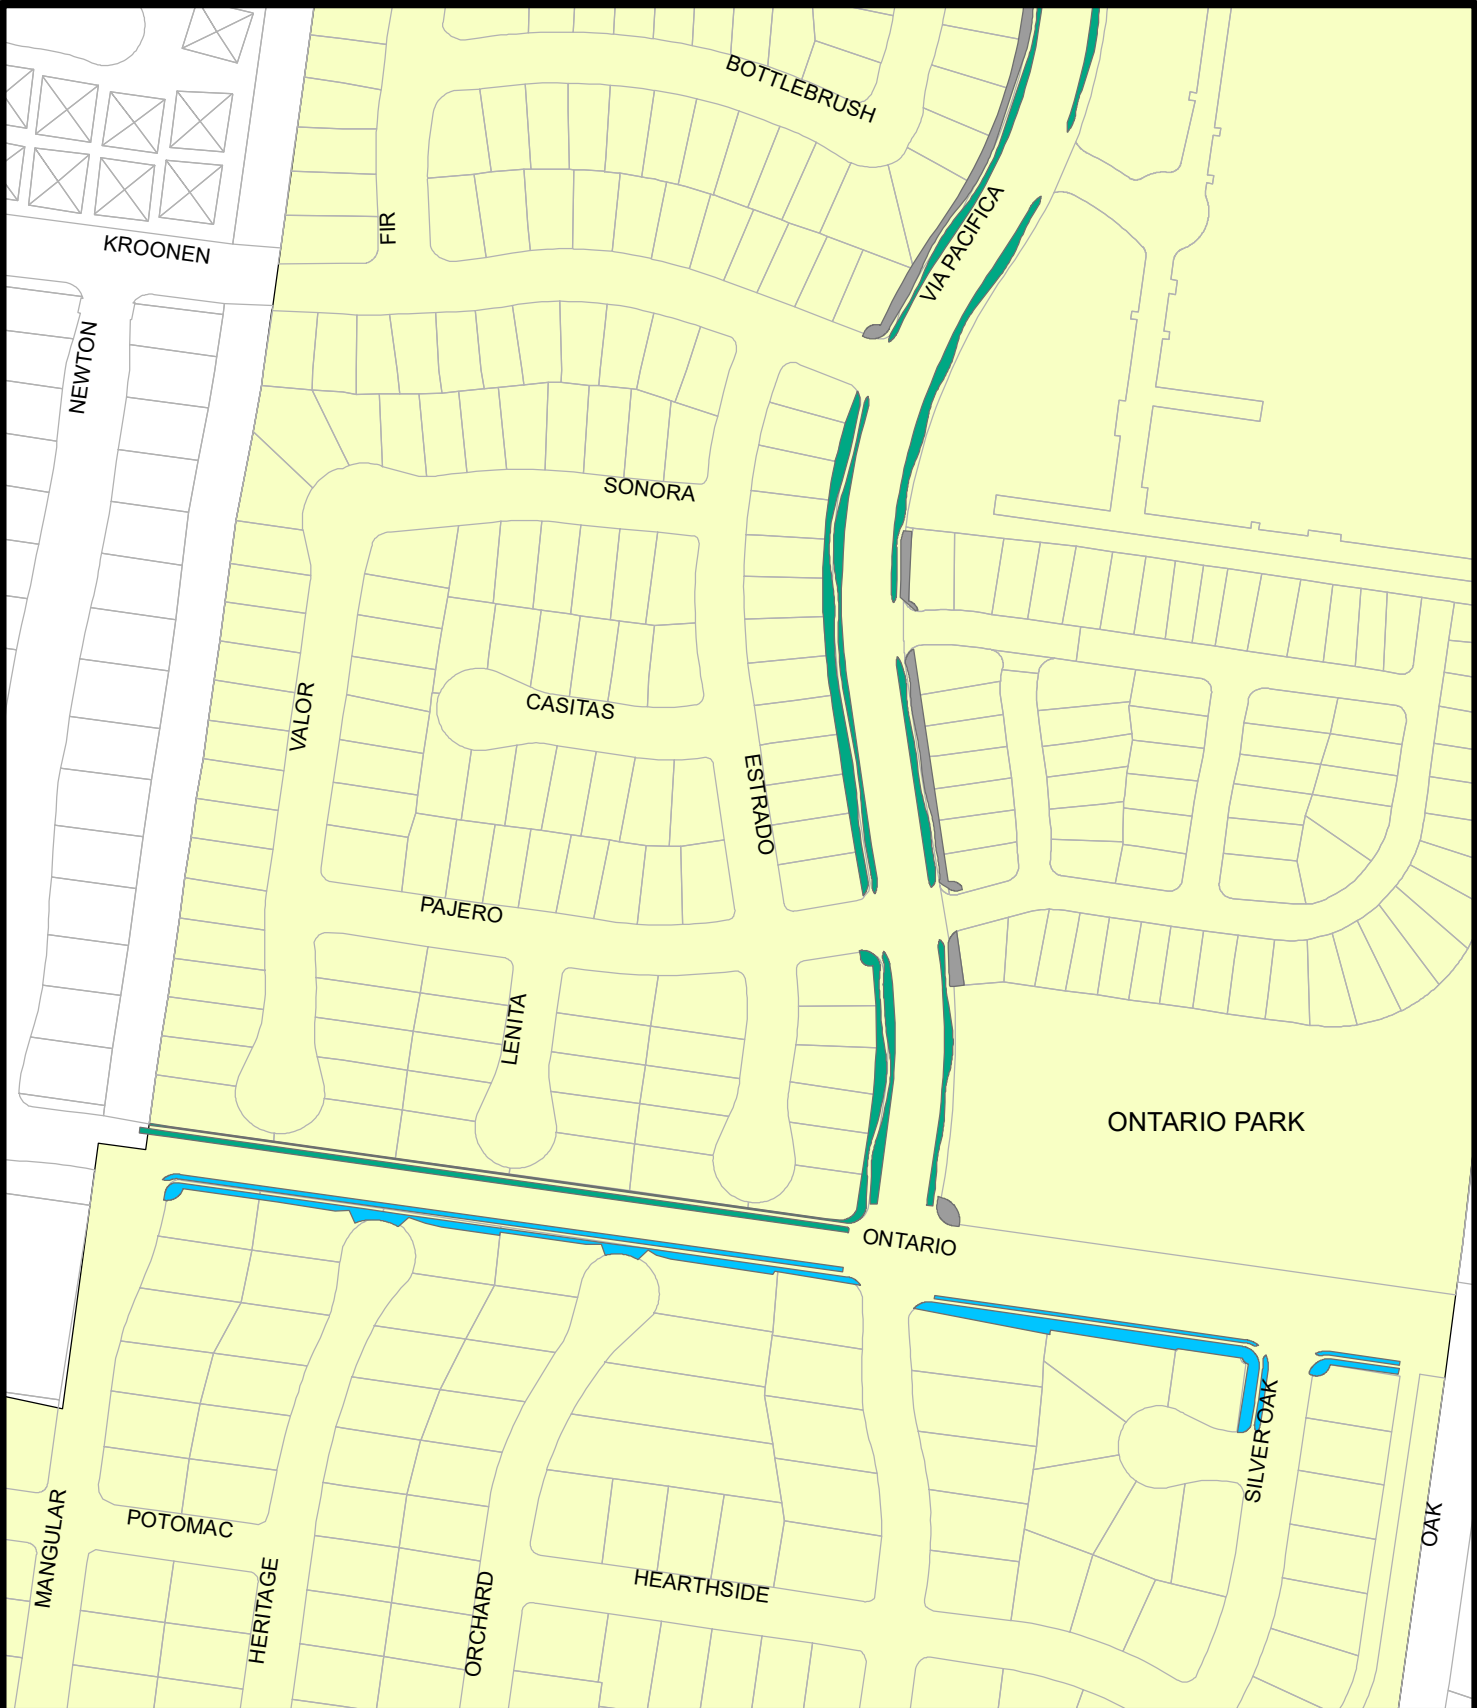 BOTTLEBRUSH
FIR
KROONEN
VIA PACIFICA
NEWTON
SONORA
VALOR
CASITAS
ESTRADO
PAJERO
LENITA
ONTARIO PARK
ONTARIO
SILVER OAK
OAK
MANGULAR
POTOMAC
HERITAGE
ORCHARD
HEARTHSIDE